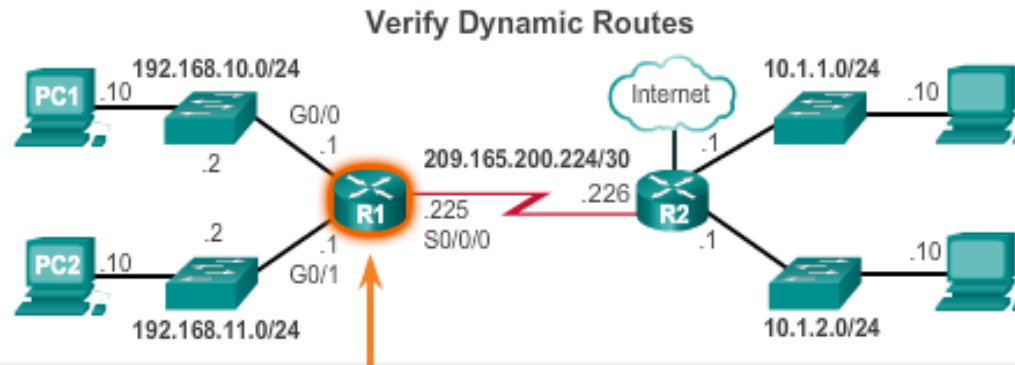 Verify Dynamic Routes
192.168.10.0/24
PC1
.10
G0/0
.1
.2
209.165.200.224/30
Internet
10.1.1.0/24
.10
.1
R1
.225
S0/0/0
.226
R2
.2
.1
G0/1
PC2
.10
192.168.11.0/24
.1
.10
10.1.2.0/24